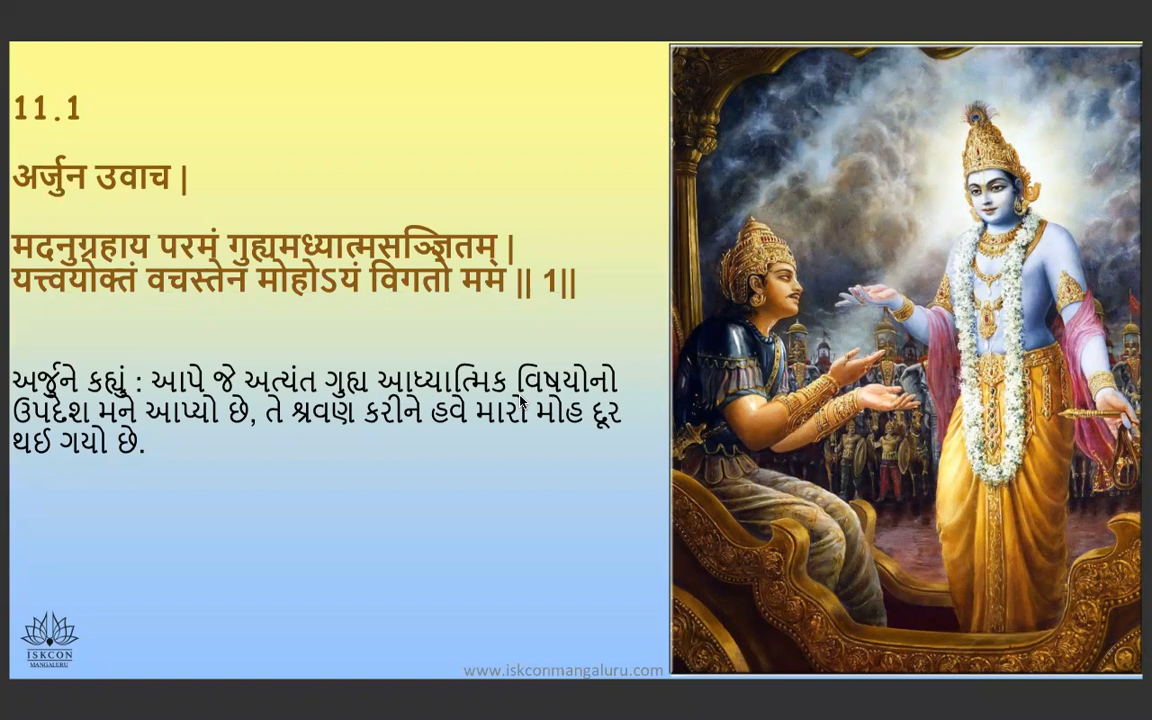 11.1
अर्जुन उवाच |
मदनुग्रहाय परमं गुह्यमध्यात्मसञ्ज्ञितम् |
यत्त्वयोक्तं वचस्तेन मोहोऽयं विगतो मम || 1||
અર્જુને કહ્યું : આપે જે અત્યંત ગુહ્ય આધ્યાત્મિક વિષયોનો
ઉપદેશ મને આપ્યો છે, તે શ્રવણ કરીને હવે મારો મોહ દૂર
થઈ ગયો છે.
ISKCON
MANGALURU
www.iskconmangaluru.com